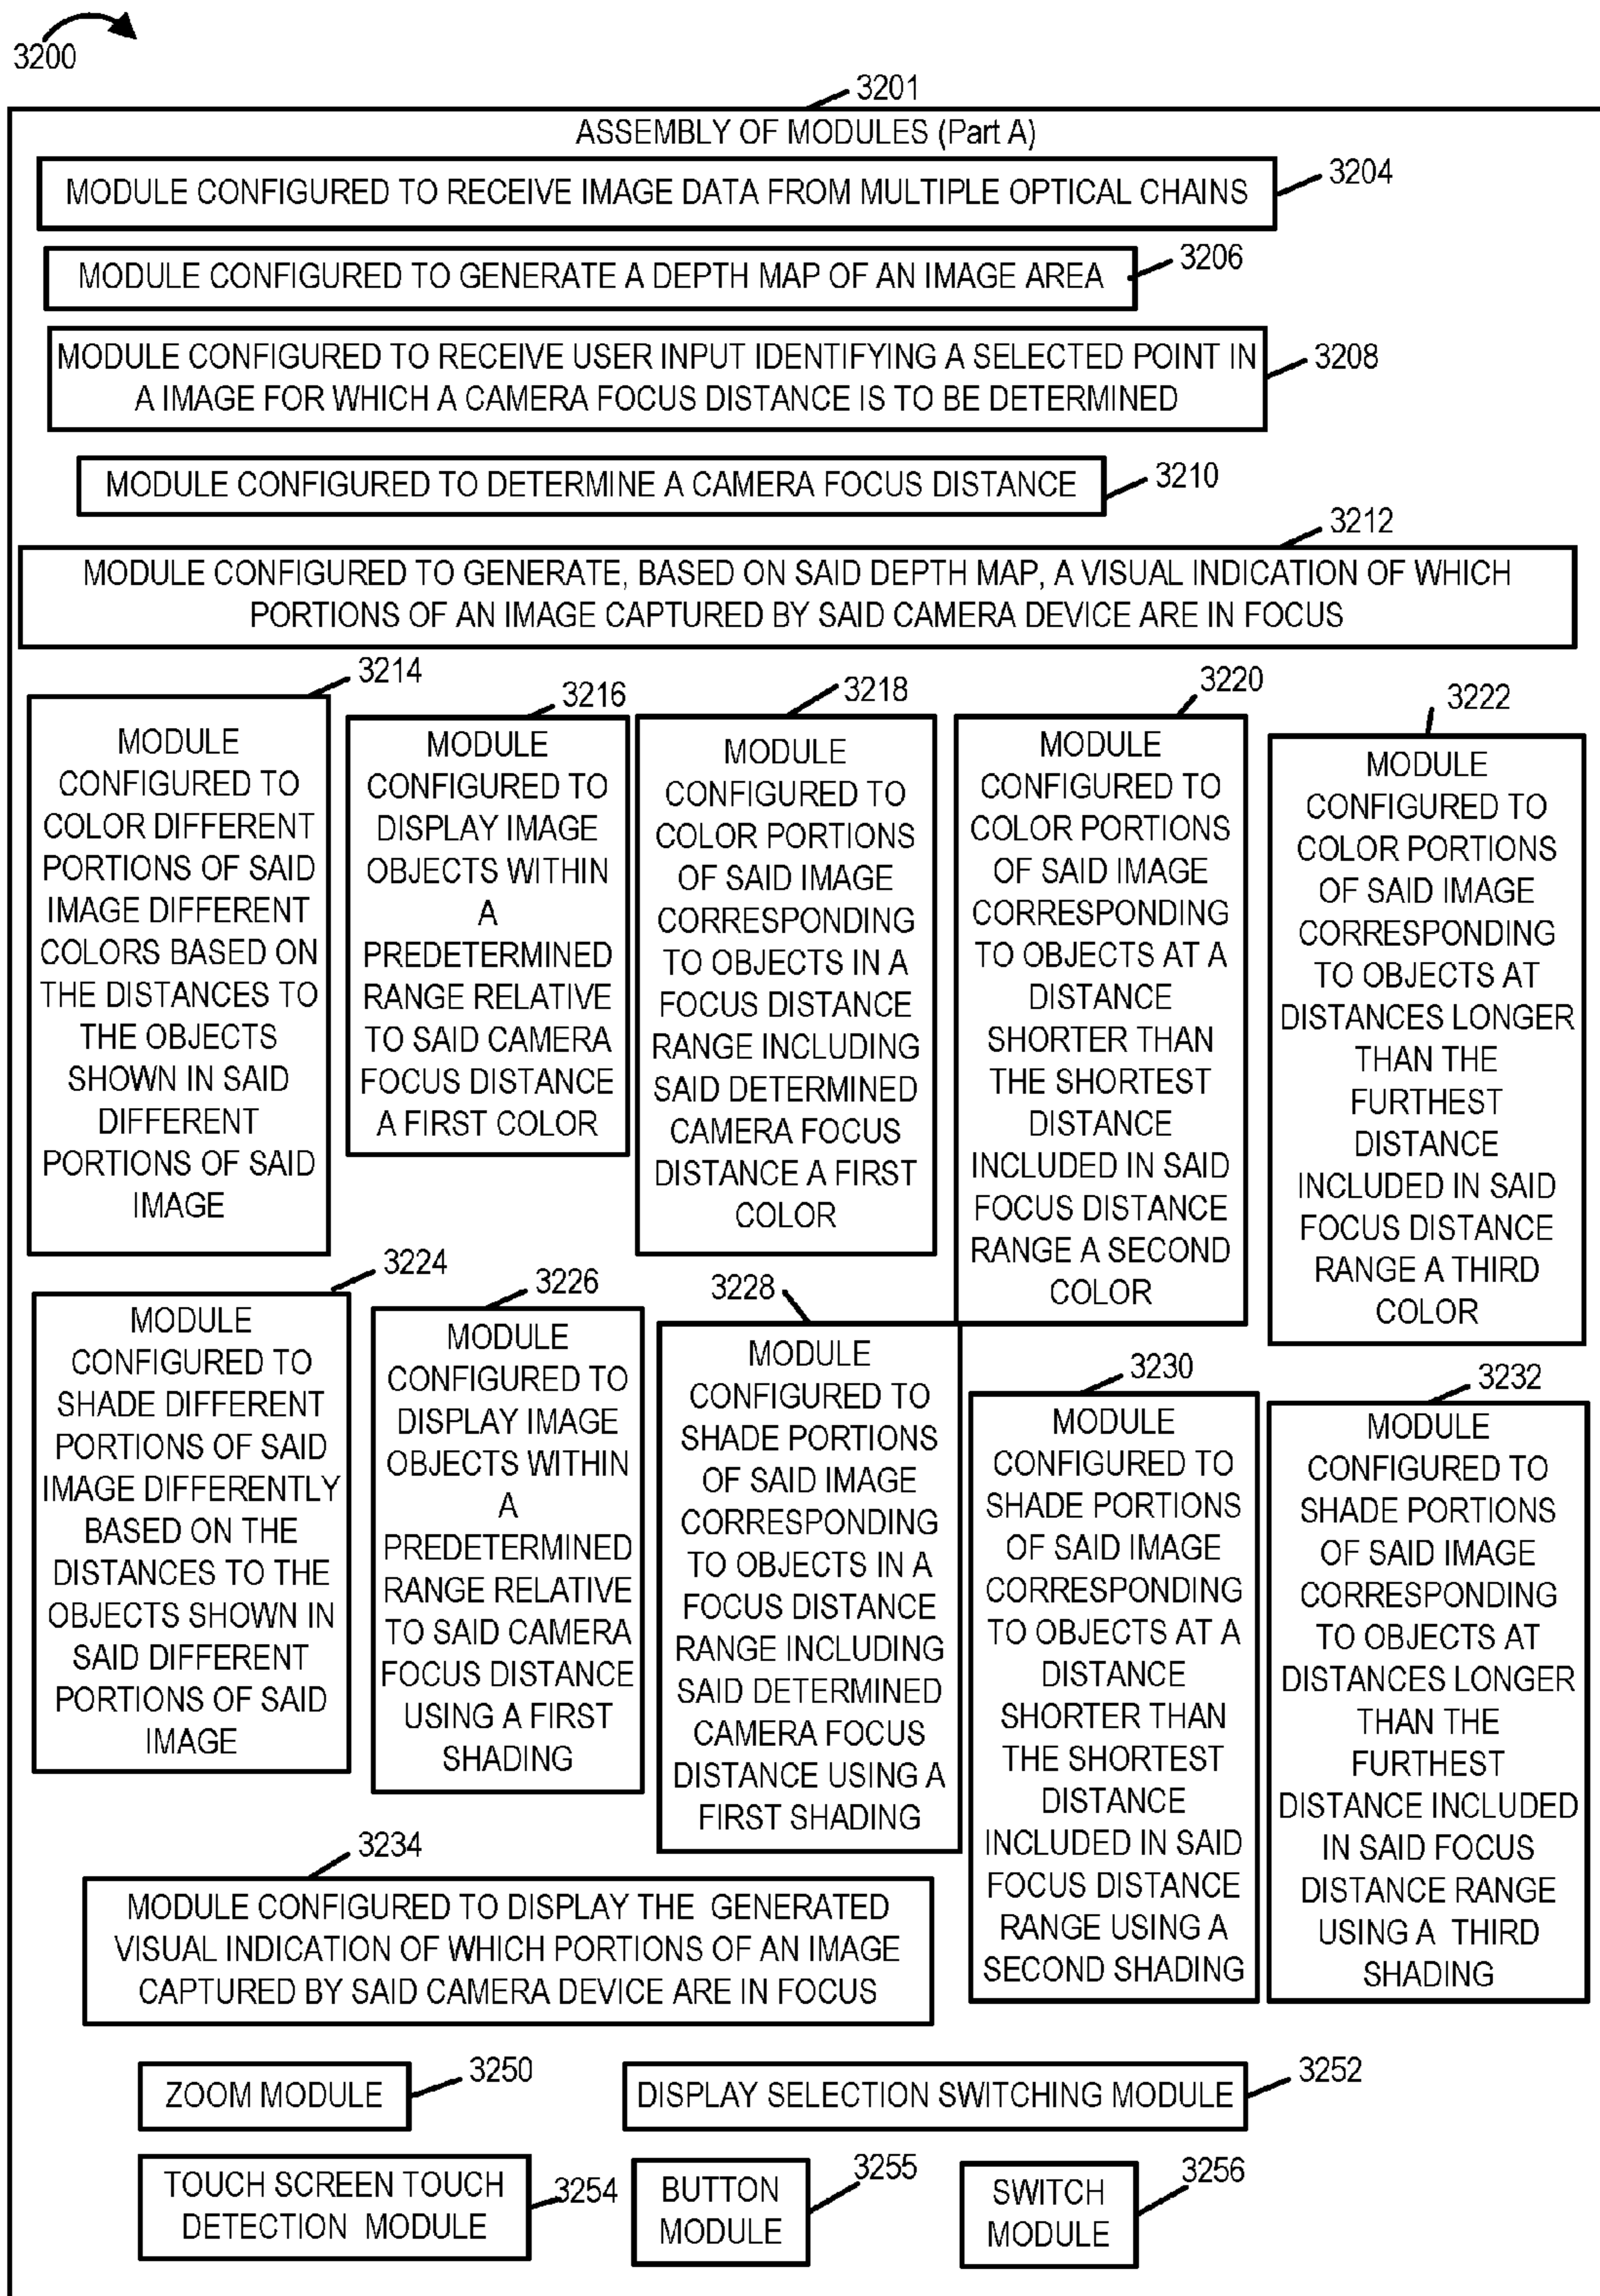 3200
3201
ASSEMBLY OF MODULES (Part A)
MODULE CONFIGURED TO RECEIVE IMAGE DATA FROM MULTIPLE OPTICAL CHAINS
3204
MODULE CONFIGURED TO GENERATE A DEPTH MAP OF AN IMAGE AREA
3206
MODULE CONFIGURED TO RECEIVE USER INPUT IDENTIFYING A SELECTED POINT IN
A IMAGE FOR WHICH A CAMERA FOCUS DISTANCE IS TO BE DETERMINED
3208
MODULE CONFIGURED TO DETERMINE A CAMERA FOCUS DISTANCE
3210
3212
MODULE CONFIGURED TO GENERATE, BASED ON SAID DEPTH MAP, A VISUAL INDICATION OF WHICH
PORTIONS OF AN IMAGE CAPTURED BY SAID CAMERA DEVICE ARE IN FOCUS
3214
MODULE
CONFIGURED TO
COLOR DIFFERENT
PORTIONS OF SAID
IMAGE DIFFERENT
COLORS BASED ON
THE DISTANCES TO
THE OBJECTS
SHOWN IN SAID
DIFFERENT
PORTIONS OF SAID
IMAGE
3216
MODULE
CONFIGURED TO
DISPLAY IMAGE
OBJECTS WITHIN
A
PREDETERMINED
RANGE RELATIVE
TO SAID CAMERA
FOCUS DISTANCE
A FIRST COLOR
3218
MODULE
CONFIGURED TO
COLOR PORTIONS
OF SAID IMAGE
CORRESPONDING
TO OBJECTS IN A
FOCUS DISTANCE
RANGE INCLUDING
SAID DETERMINED
CAMERA FOCUS
DISTANCE A FIRST
COLOR
3220
MODULE
CONFIGURED TO
COLOR PORTIONS
OF SAID IMAGE
CORRESPONDING
TO OBJECTS AT A
DISTANCE
SHORTER THAN
THE SHORTEST
DISTANCE
INCLUDED IN SAID
FOCUS DISTANCE
RANGE A SECOND
COLOR
3222
MODULE
CONFIGURED TO
COLOR PORTIONS
OF SAID IMAGE
CORRESPONDING
TO OBJECTS AT
DISTANCES LONGER
THAN THE
FURTHEST
DISTANCE
INCLUDED IN SAID
FOCUS DISTANCE
RANGE A THIRD
COLOR
3224
MODULE
CONFIGURED TO
SHADE DIFFERENT
PORTIONS OF SAID
IMAGE DIFFERENTLY
BASED ON THE
DISTANCES TO THE
OBJECTS SHOWN IN
SAID DIFFERENT
PORTIONS OF SAID
IMAGE
3226
MODULE
CONFIGURED TO
DISPLAY IMAGE
OBJECTS WITHIN
A
PREDETERMINED
RANGE RELATIVE
TO SAID CAMERA
FOCUS DISTANCE
USING A FIRST
SHADING
3228
MODULE
CONFIGURED TO
SHADE PORTIONS
OF SAID IMAGE
CORRESPONDING
TO OBJECTS IN A
FOCUS DISTANCE
RANGE INCLUDING
SAID DETERMINED
CAMERA FOCUS
DISTANCE USING A
FIRST SHADING
3230
MODULE
CONFIGURED TO
SHADE PORTIONS
OF SAID IMAGE
CORRESPONDING
TO OBJECTS AT A
DISTANCE
SHORTER THAN
THE SHORTEST
DISTANCE
INCLUDED IN SAID
FOCUS DISTANCE
RANGE USING A
SECOND SHADING
3232
MODULE
CONFIGURED TO
SHADE PORTIONS
OF SAID IMAGE
CORRESPONDING
TO OBJECTS AT
DISTANCES LONGER
THAN THE
FURTHEST
DISTANCE INCLUDED
IN SAID FOCUS
DISTANCE RANGE
USING A THIRD
SHADING
3234
MODULE CONFIGURED TO DISPLAY THE GENERATED
VISUAL INDICATION OF WHICH PORTIONS OF AN IMAGE
CAPTURED BY SAID CAMERA DEVICE ARE IN FOCUS
ZOOM MODULE
3250
DISPLAY SELECTION SWITCHING MODULE
3252
TOUCH SCREEN TOUCH
DETECTION MODULE
3254
BUTTON
MODULE
3255
SWITCH
MODULE
3256